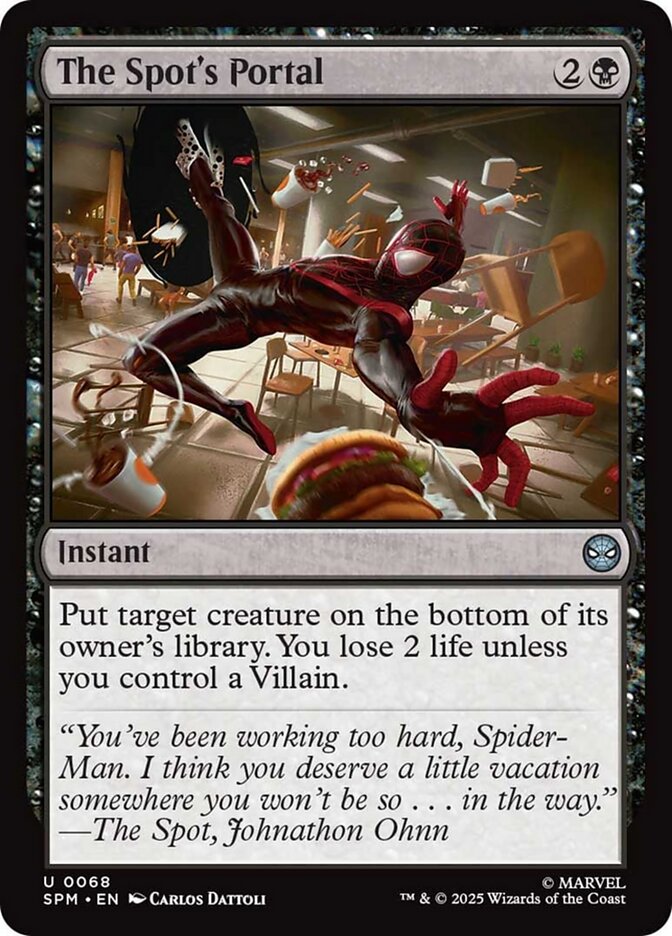 The Spot's Portal 2
Instant
Put target creature on the bottom of its
owner's library. You lose 2 life unless
you control a Villain.
"You've been working too hard, Spider-
Man. I think you deserve a little vacation
somewhere you won't be so . . . in the way."
—The Spot, Johnathon Ohnn
U 0068
© MARVEL
SPM • EN Carlos Dattoli
™ & © 2025 Wizards of the Coast